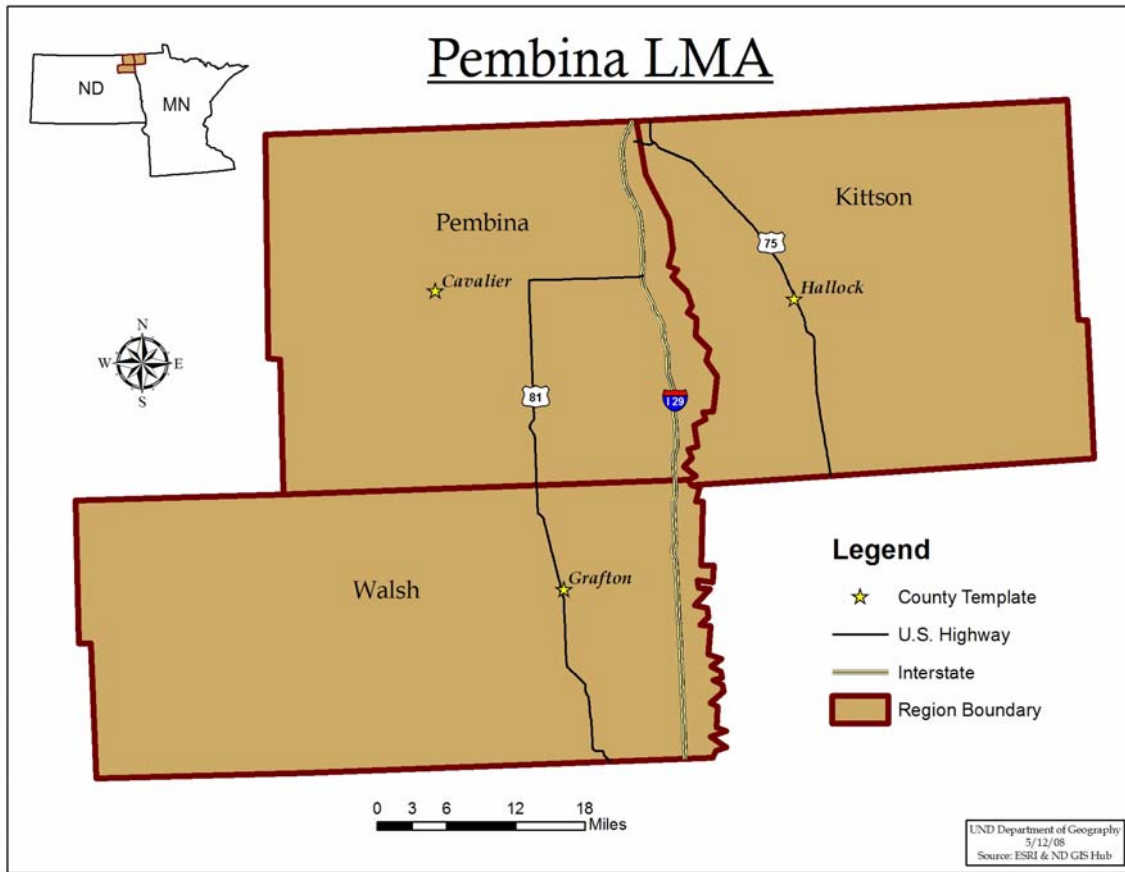 Pembina LMA
ND
MN
Pembina
Kittson
75
Cavalier
Hallock
N
W E
S
81
I 29
Walsh
Grafton
Legend
County Template
U.S. Highway
Interstate
Region Boundary
0 3 6 12 18
Miles
UND Department of Geography
5/12/08
Source: ESRI & ND GIS Hub